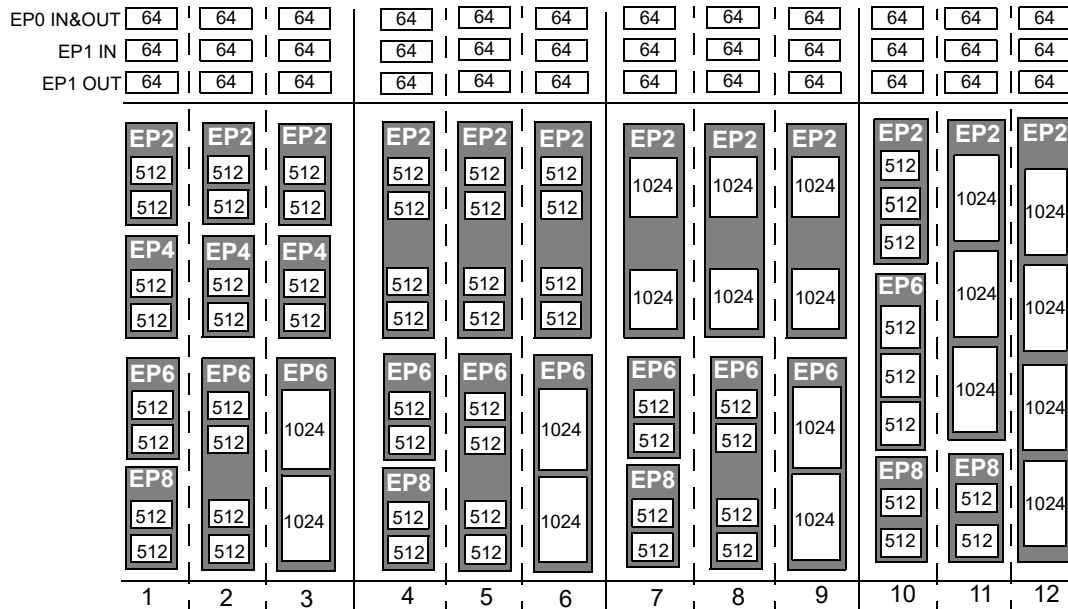 EP0 IN&OUT 64 64 64 64 64 64 64 64 64 64 64 64
EP1 IN 64 64 64 64 64 64 64 64 64 64 64 64
EP1 OUT 64 64 64 64 64 64 64 64 64 64 64 64
EP2 EP2 EP2 EP2 EP2 EP2 EP2 EP2 EP2 EP2 EP2 EP2
512 512 512 512 512 512 1024 1024 1024 512 1024 1024
512 512 512 512 512 512 512
512
EP4 EP4 EP4
512 512 512 512 512 512 1024 1024 1024 EP6 1024 1024
512 512 512 512 512 512 512
EP6 EP6 EP6 EP6 EP6 EP6 EP6 EP6 EP6 512 1024
512 512 512 512 512 512 1024
512 512 1024 512 512 1024 512 512 1024 512
EP8 EP8 EP8 EP8 EP8
512 512 1024 512 512 1024 512 512 1024 512 512 1024
512 512 512 512 512 512 512 512
1 2 3 4 5 6 7 8 9 10 11 12